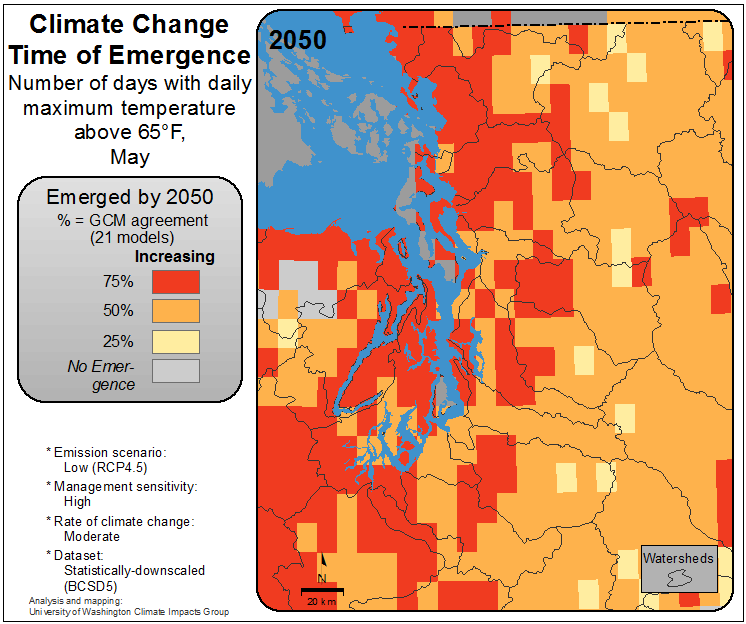 Climate Change
Time of Emergence
Number of days with daily
maximum temperature
above 65°F,
May
Emerged by 2050
% = GCM agreement
(21 models)
Increasing
75%
50%
25%
No Emer-
gence
* Emission scenario:
Low (RCP4.5)
* Management sensitivity:
High
* Rate of climate change:
Moderate
* Dataset:
Statistically-downscaled
(BCSD5)
Analysis and mapping:
University of Washington Climate Impacts Group
2050
N
20 km
Watersheds